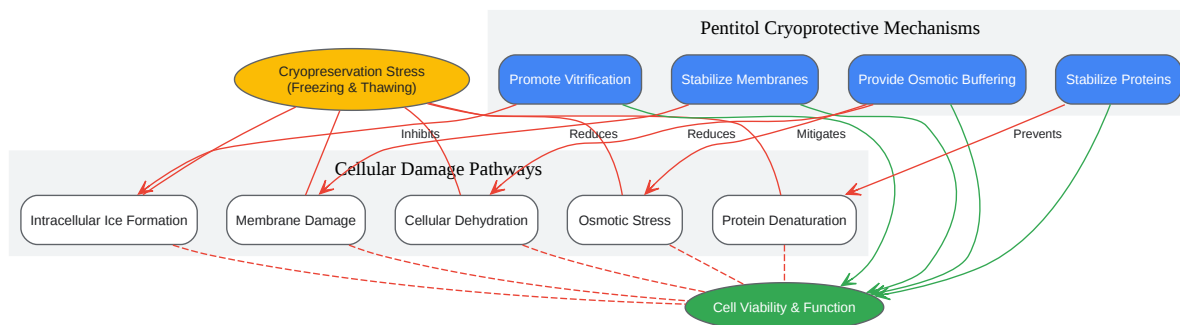 Pentitol Cryoprotective Mechanisms
Cryopreservation Stress
(Freezing & Thawing)
Promote Vitrification
Stabilize Membranes
Provide Osmotic Buffering
Stabilize Proteins
Inhibits
Reduces
Reduces
Mitigates
Prevents
Cellular Damage Pathways
Intracellular Ice Formation
Membrane Damage
Cellular Dehydration
Osmotic Stress
Protein Denaturation
Cell Viability & Function